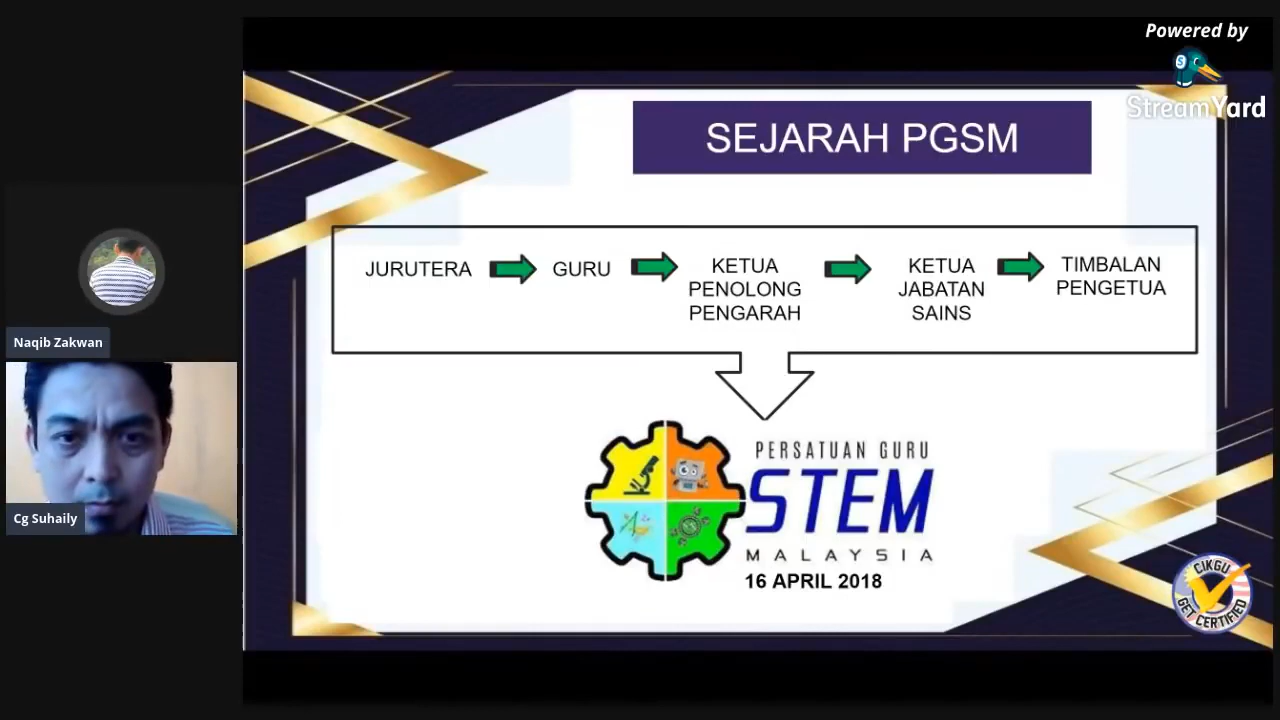 Powered by
StreamYard
SEJARAH PGSM
JURUTERA
GURU
KETUA
PENOLONG
PENGARAH
KETUA
JABATAN
SAINS
TIMBALAN
PENGETUA
PERSATUAN GURU
STEM
MALAYSIA
16 APRIL 2018
CIKGU
GET CERTIFIED
Naqib Zakwan
Cg Suhaily